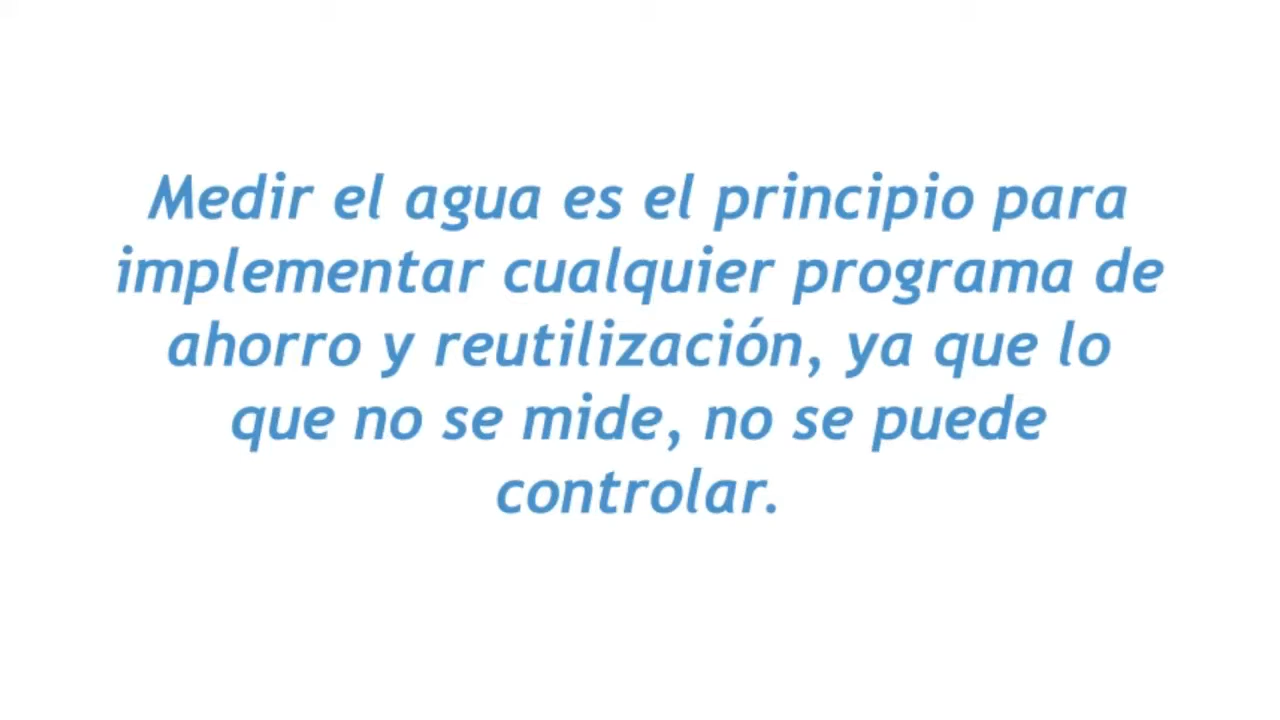 Medir el agua es el principio para
implementar cualquier programa de
ahorro y reutilización, ya que lo
que no se mide, no se puede
controlar.